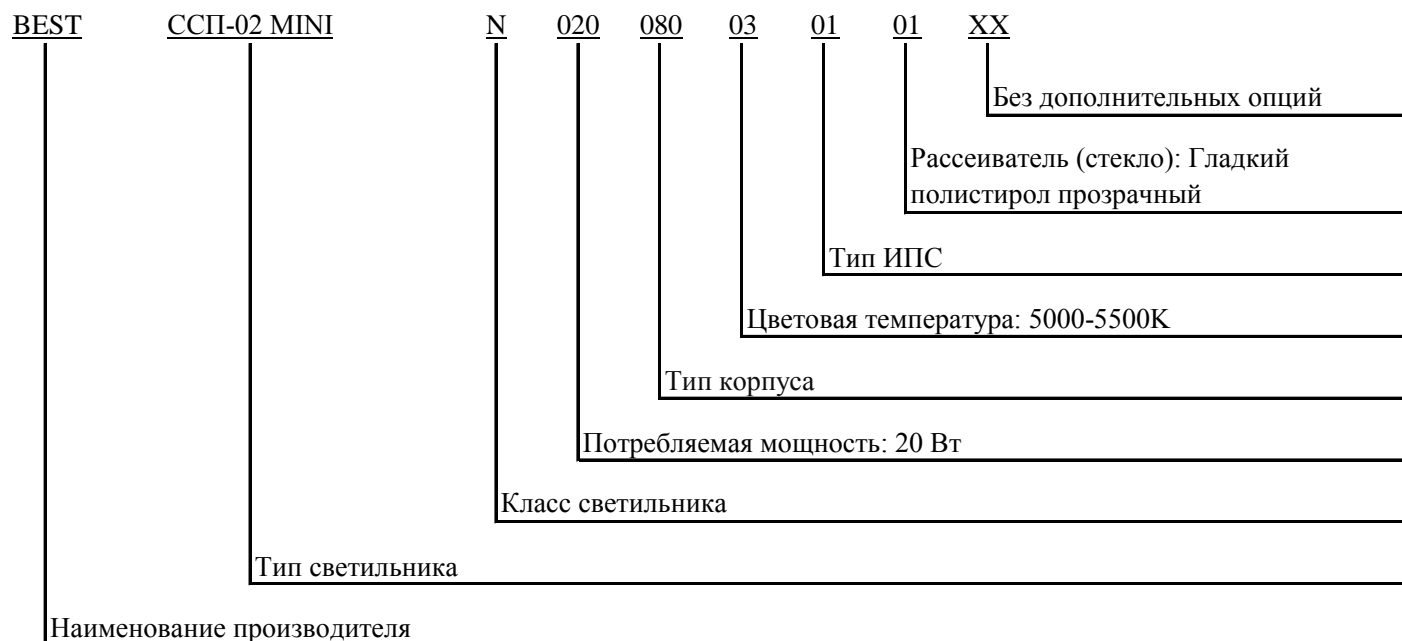 BEST ССП-02 MINI N 020 080 03 01 01 XX
Без дополнительных опций
Рассеиватель (стекло): Гладкий
полистирол прозрачный
Тип ИПС
Цветовая температура: 5000-5500К
Тип корпуса
Потребляемая мощность: 20 Вт
Класс светильника
Тип светильника
Наименование производителя